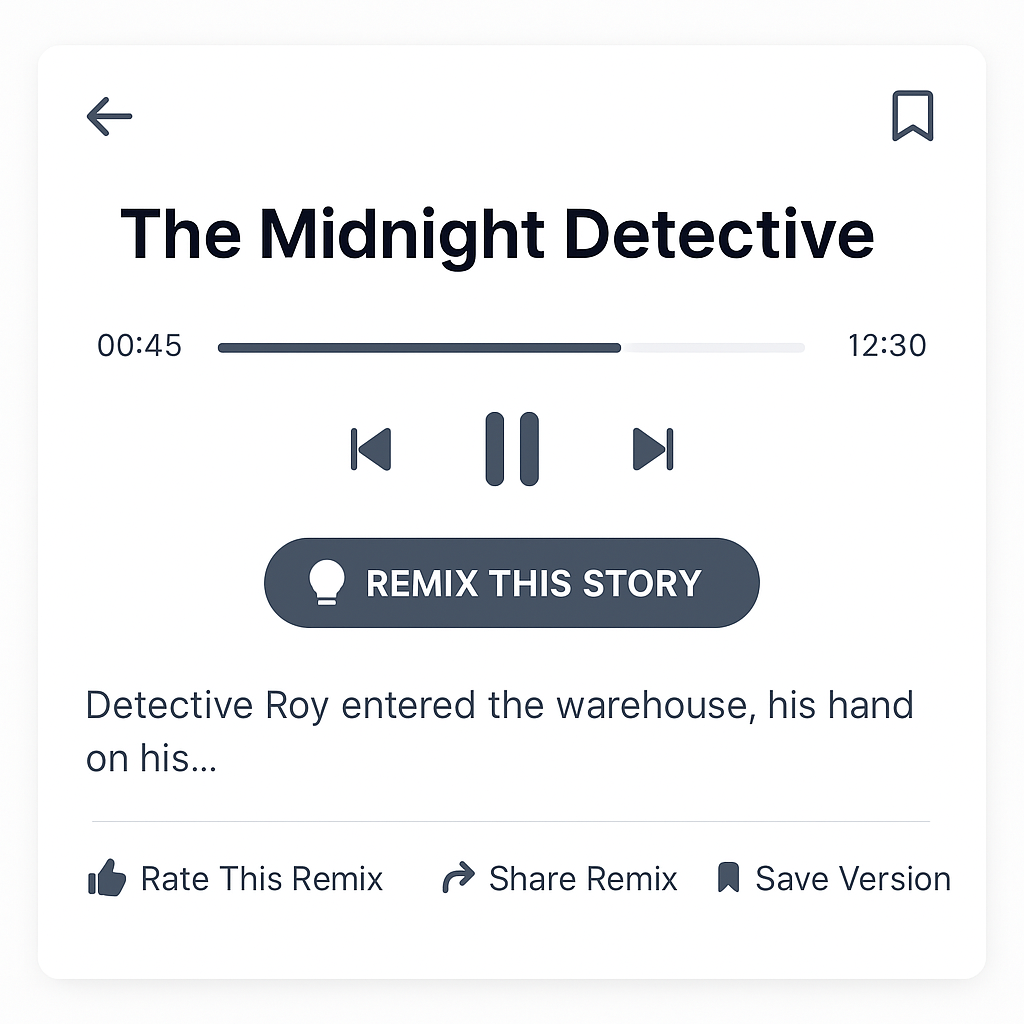 The Midnight Detective
00:45 12:30
REMIX THIS STORY
Detective Roy entered the warehouse, his hand
on his...
Rate This Remix Share Remix Save Version